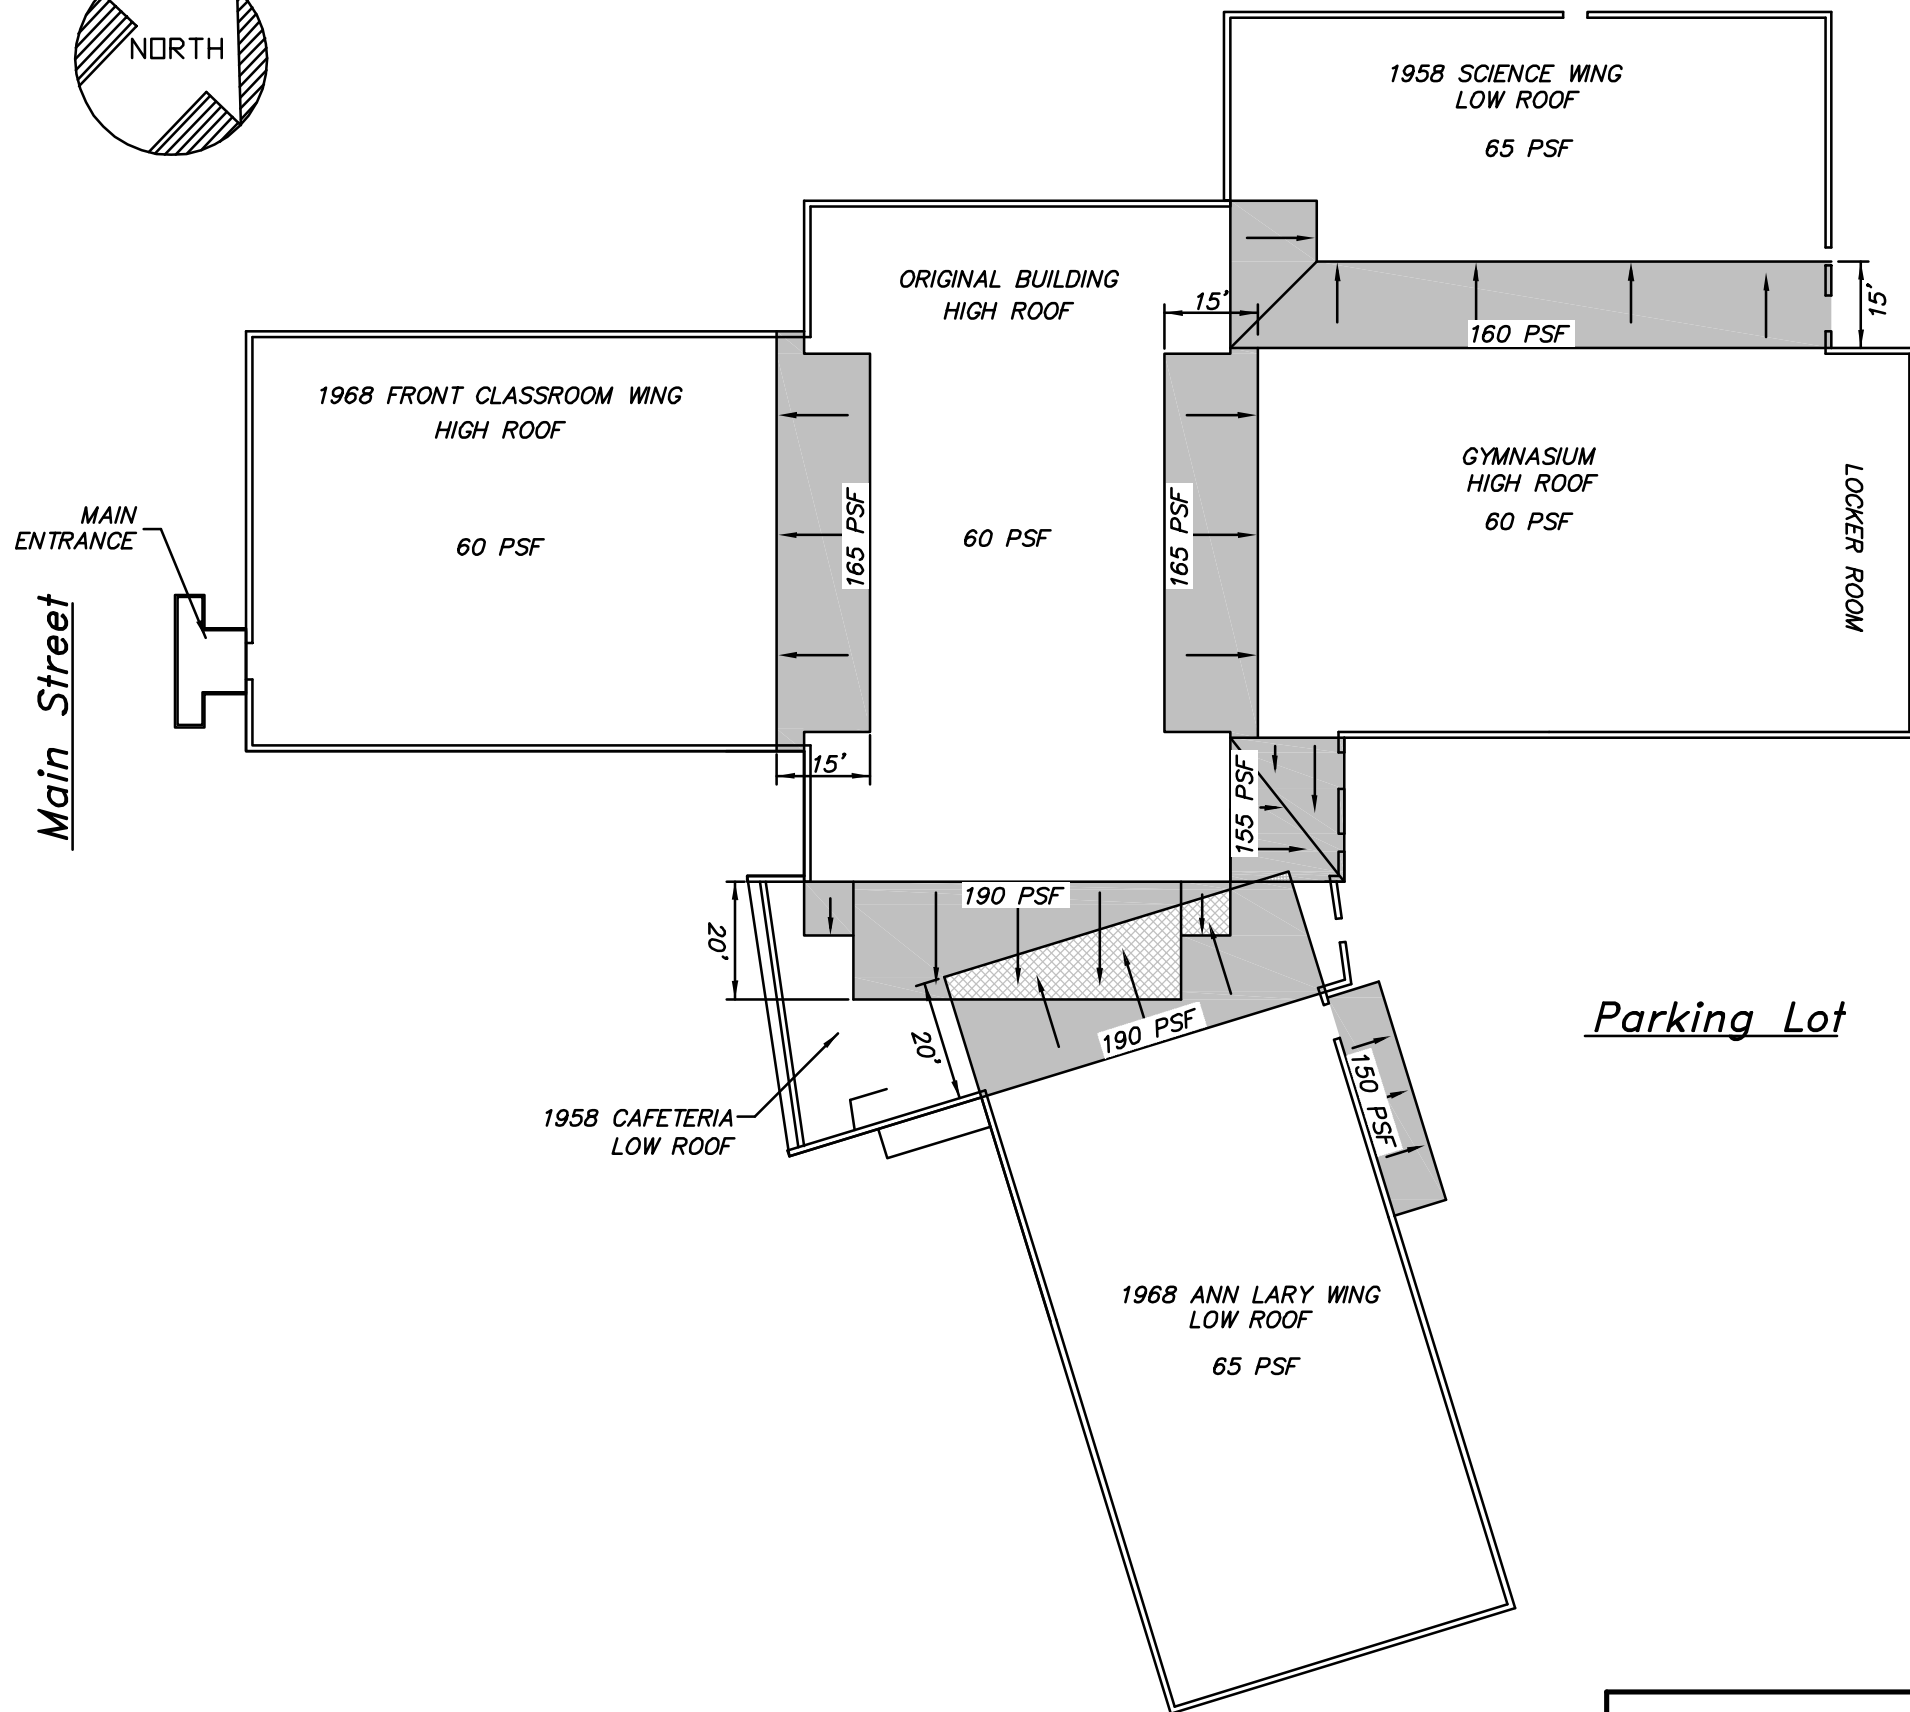 NORTH
1958 SCIENCE WING
LOW ROOF
65 PSF
ORIGINAL BUILDING
HIGH ROOF
15'
15'
160 PSF
1968 FRONT CLASSROOM WING
HIGH ROOF
GYMNASIUM
HIGH ROOF
60 PSF
LOCKER ROOM
MAIN
ENTRANCE
60 PSF
165 PSF
60 PSF
165 PSF
Main Street
15'
155 PSF
190 PSF
20'
20'
190 PSF
Parking Lot
150 PSF
1958 CAFETERIA
LOW ROOF
1968 ANN LARY WING
LOW ROOF
65 PSF